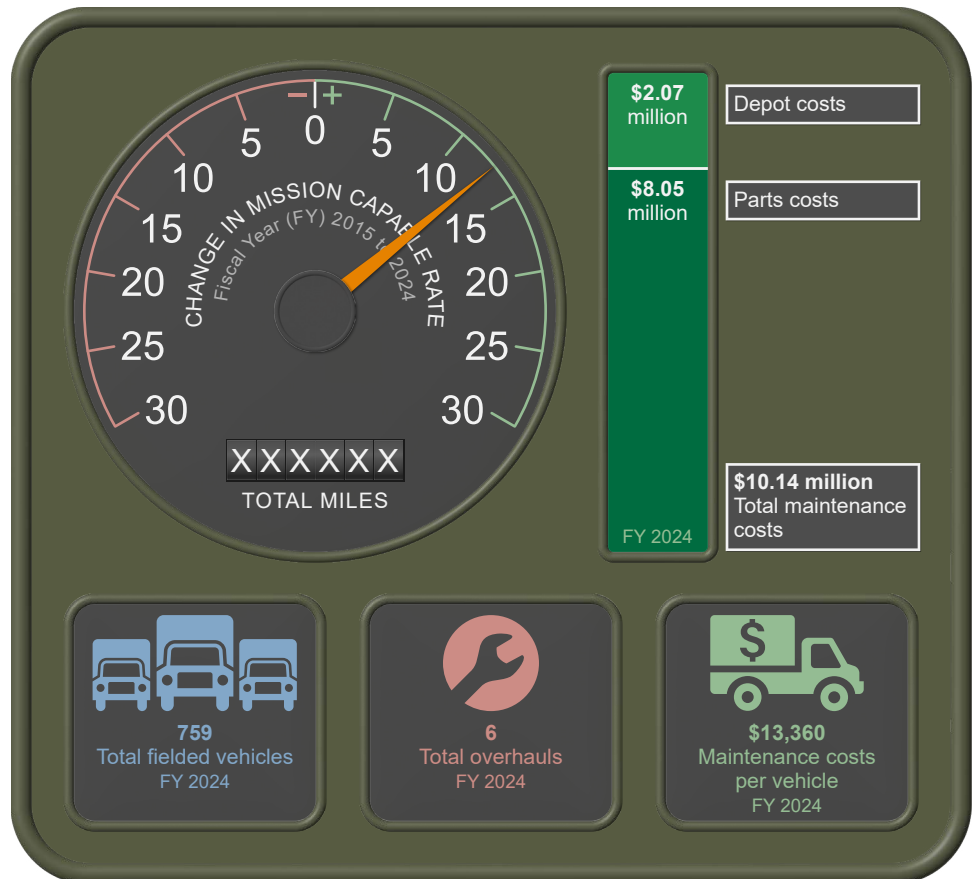 − +
0
5 5
10 10
15 15
20 20
25 25
30 30
CHANGE IN MISSION CAPABLE RATE
Fiscal Year (FY) 2015 to 2024
XXXXXX
TOTAL MILES
$2.07
million
Depot costs
$8.05
million
Parts costs
$10.14 million
Total maintenance
costs
FY 2024
759
Total fielded vehicles
FY 2024
6
Total overhauls
FY 2024
$
$13,360
Maintenance costs
per vehicle
FY 2024